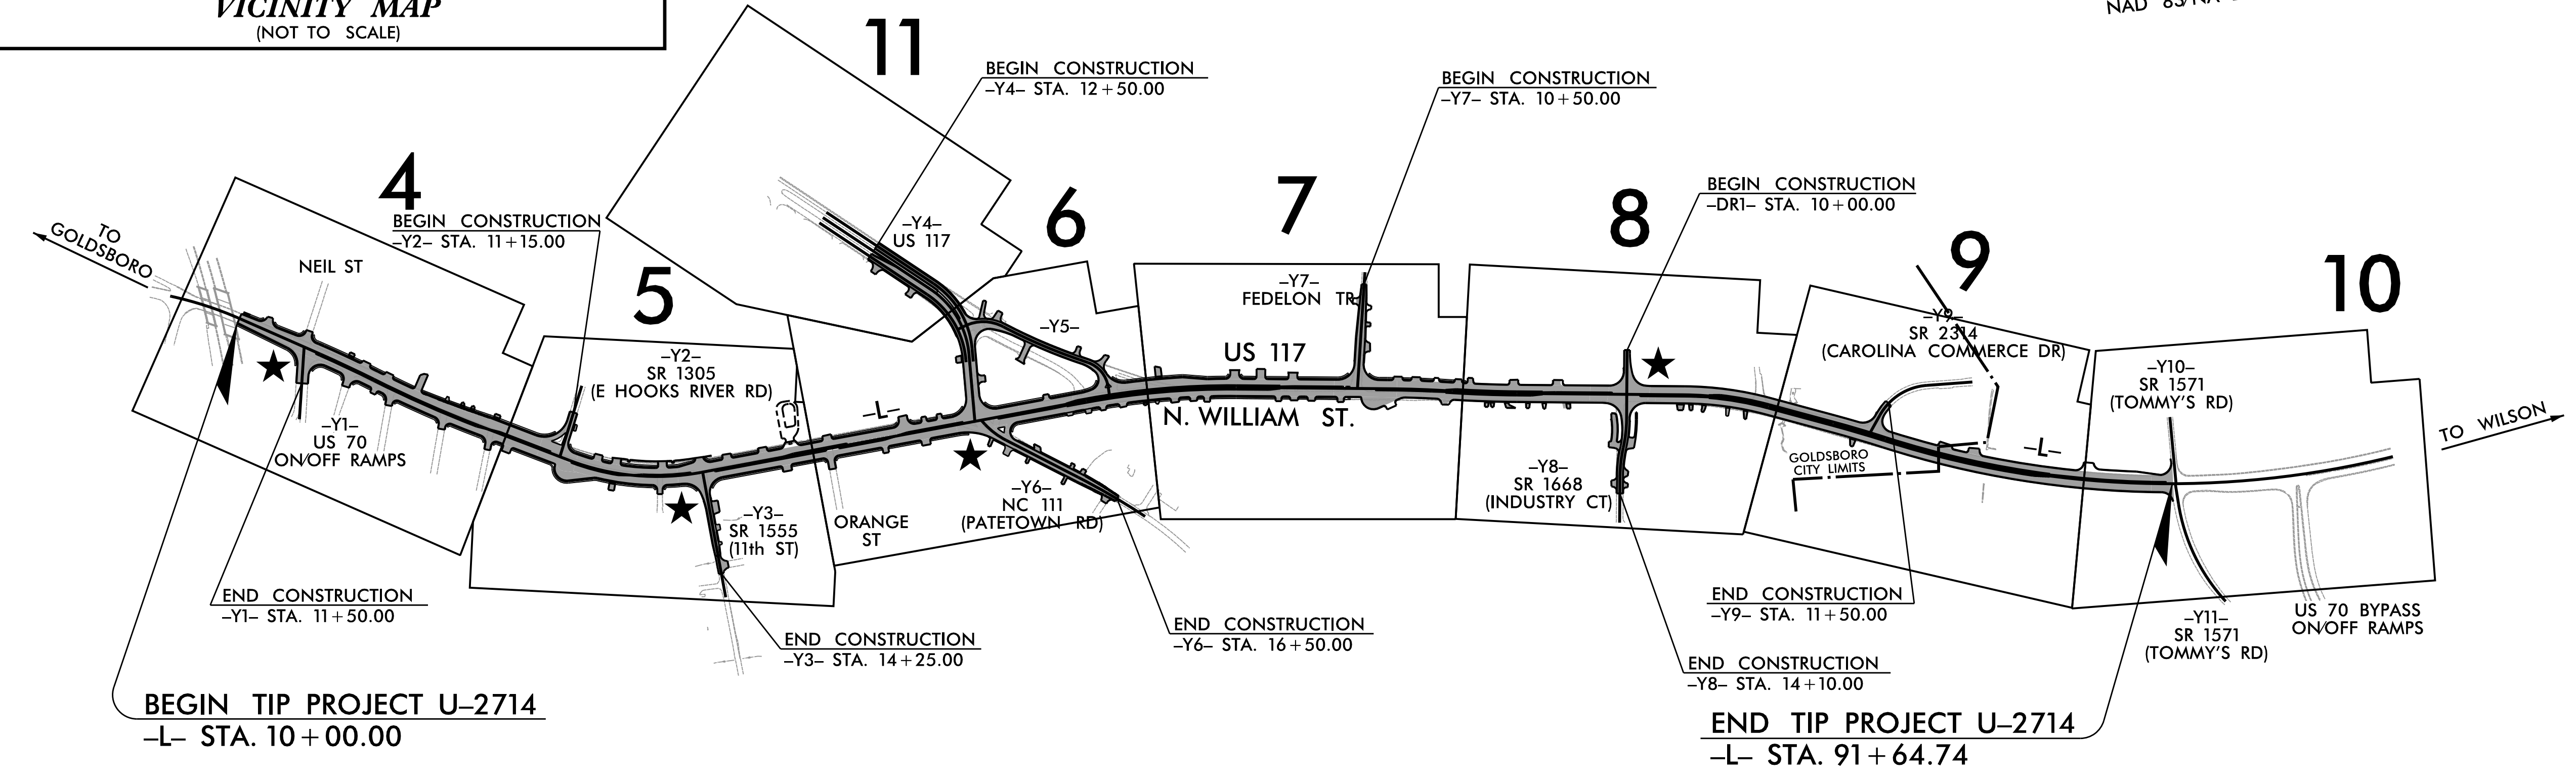 VICINITY MAP
(NOT TO SCALE)
NAD 83/NA
11
BEGIN CONSTRUCTION
–Y4– STA. 12+50.00
BEGIN CONSTRUCTION
–Y7– STA. 10+50.00
4
BEGIN CONSTRUCTION
–Y2– STA. 11+15.00
–Y4–
US 117
6
7
8
BEGIN CONSTRUCTION
–DR1– STA. 10+00.00
9
10
TO
GOLDSBORO
NEIL ST
5
–Y7–
FEDELON TR
–Y5–
US 117
–Y9–
SR 2314
(CAROLINA COMMERCE DR)
–Y2–
SR 1305
(E HOOKS RIVER RD)
–Y10–
SR 1571
(TOMMY'S RD)
–L–
N. WILLIAM ST.
TO WILSON
–Y1–
US 70
ON/OFF RAMPS
GOLDSBORO
CITY LIMITS
–L–
–Y8–
SR 1668
(INDUSTRY CT)
–Y6–
NC 111
(PATETOWN RD)
–Y3–
SR 1555
(11th ST)
ORANGE
ST
END CONSTRUCTION
–Y1– STA. 11+50.00
END CONSTRUCTION
–Y3– STA. 14+25.00
END CONSTRUCTION
–Y6– STA. 16+50.00
END CONSTRUCTION
–Y9– STA. 11+50.00
END CONSTRUCTION
–Y8– STA. 14+10.00
–Y11–
SR 1571
(TOMMY'S RD)
US 70 BYPASS
ON/OFF RAMPS
BEGIN TIP PROJECT U–2714
–L– STA. 10+00.00
END TIP PROJECT U–2714
–L– STA. 91+64.74